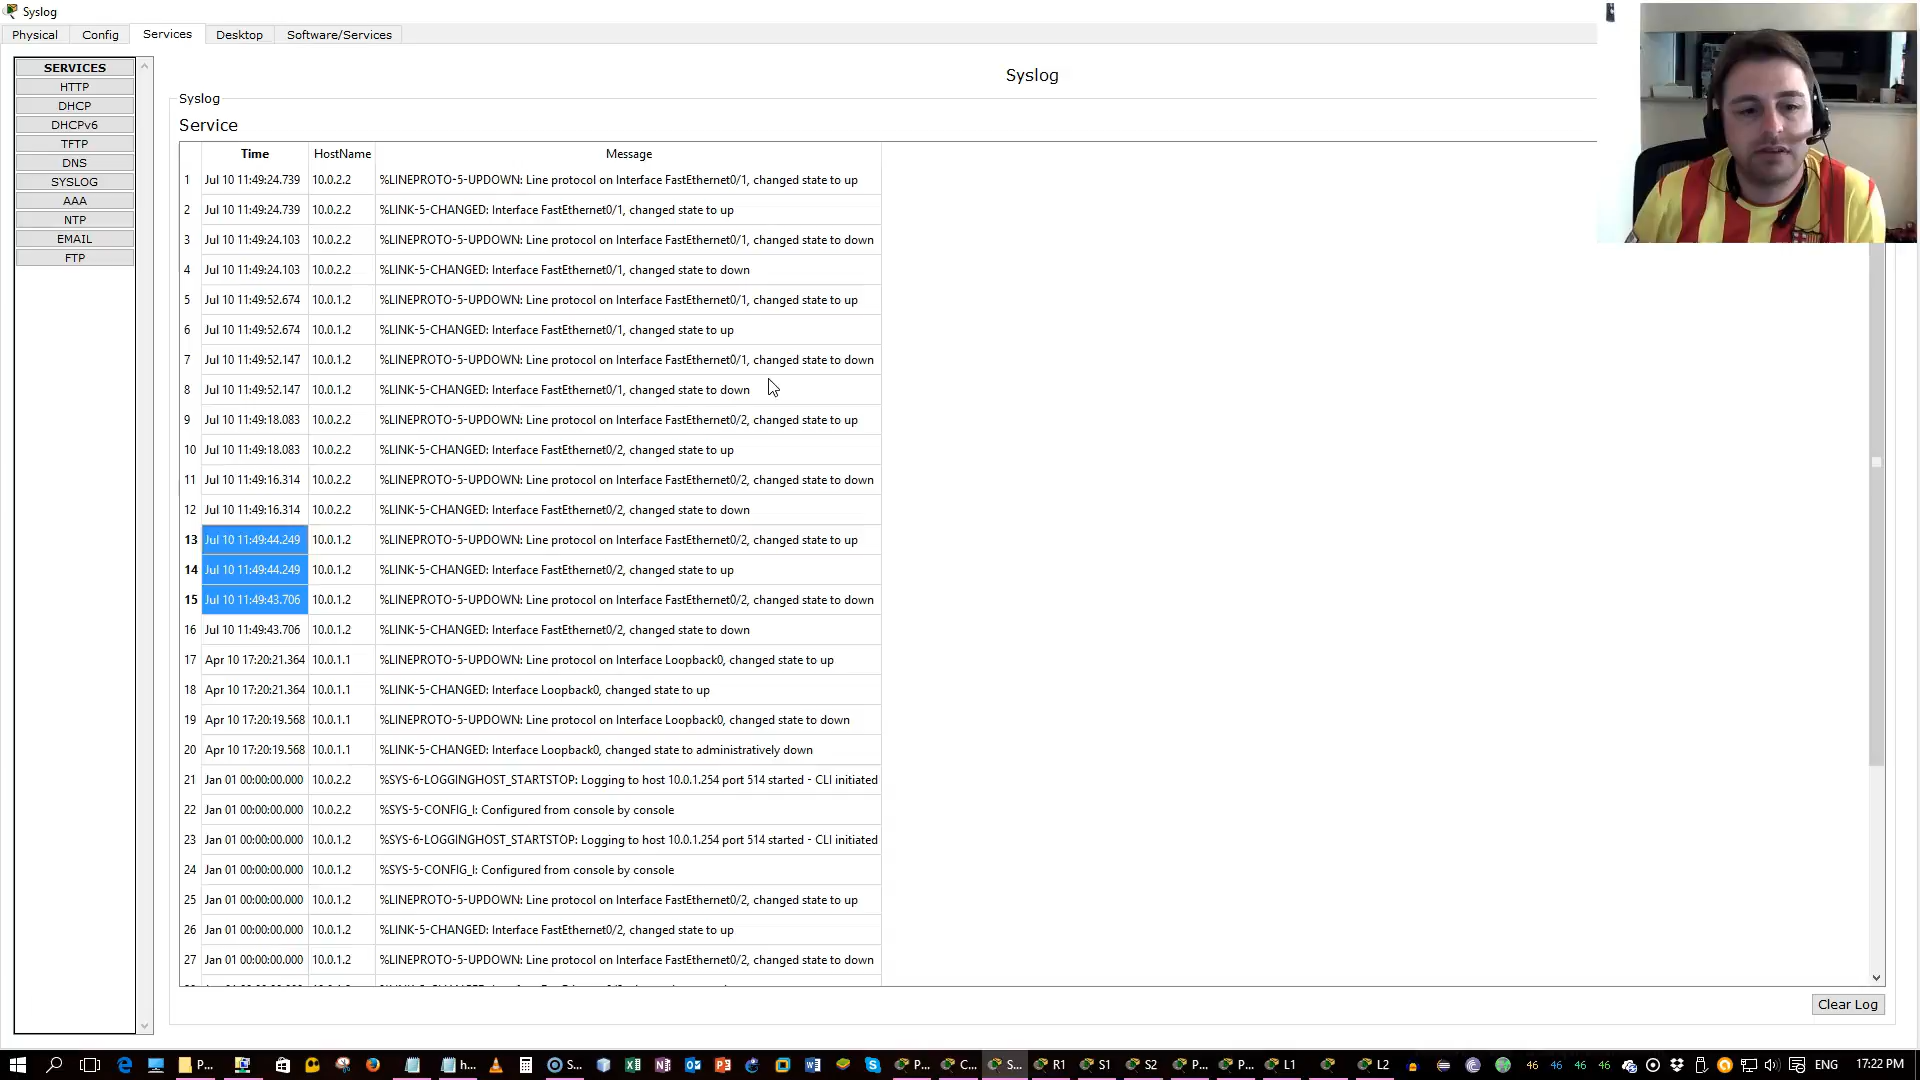 Syslog
Physical Config Services Desktop Software/Services
SERVICES
HTTP
DHCP
DHCPv6
TFTP
DNS
SYSLOG
AAA
NTP
EMAIL
FTP
Syslog
Syslog
Service
Time HostName Message
1 Jul 10 11:49:24.739 10.0.2.2 %LINEPROTO-5-UPDOWN: Line protocol on Interface FastEthernet0/1, changed state to up
2 Jul 10 11:49:24.739 10.0.2.2 %LINK-5-CHANGED: Interface FastEthernet0/1, changed state to up
3 Jul 10 11:49:24.103 10.0.2.2 %LINEPROTO-5-UPDOWN: Line protocol on Interface FastEthernet0/1, changed state to down
4 Jul 10 11:49:24.103 10.0.2.2 %LINK-5-CHANGED: Interface FastEthernet0/1, changed state to down
5 Jul 10 11:49:52.674 10.0.1.2 %LINEPROTO-5-UPDOWN: Line protocol on Interface FastEthernet0/1, changed state to up
6 Jul 10 11:49:52.674 10.0.1.2 %LINK-5-CHANGED: Interface FastEthernet0/1, changed state to up
7 Jul 10 11:49:52.147 10.0.1.2 %LINEPROTO-5-UPDOWN: Line protocol on Interface FastEthernet0/1, changed state to down
8 Jul 10 11:49:52.147 10.0.1.2 %LINK-5-CHANGED: Interface FastEthernet0/1, changed state to down
9 Jul 10 11:49:18.083 10.0.2.2 %LINEPROTO-5-UPDOWN: Line protocol on Interface FastEthernet0/2, changed state to up
10 Jul 10 11:49:18.083 10.0.2.2 %LINK-5-CHANGED: Interface FastEthernet0/2, changed state to up
11 Jul 10 11:49:16.314 10.0.2.2 %LINEPROTO-5-UPDOWN: Line protocol on Interface FastEthernet0/2, changed state to down
12 Jul 10 11:49:16.314 10.0.2.2 %LINK-5-CHANGED: Interface FastEthernet0/2, changed state to down
13 Jul 10 11:49:44.249 10.0.1.2 %LINEPROTO-5-UPDOWN: Line protocol on Interface FastEthernet0/2, changed state to up
14 Jul 10 11:49:44.249 10.0.1.2 %LINK-5-CHANGED: Interface FastEthernet0/2, changed state to up
15 Jul 10 11:49:43.706 10.0.1.2 %LINEPROTO-5-UPDOWN: Line protocol on Interface FastEthernet0/2, changed state to down
16 Jul 10 11:49:43.706 10.0.1.2 %LINK-5-CHANGED: Interface FastEthernet0/2, changed state to down
17 Apr 10 17:20:21.364 10.0.1.1 %LINEPROTO-5-UPDOWN: Line protocol on Interface Loopback0, changed state to up
18 Apr 10 17:20:21.364 10.0.1.1 %LINK-5-CHANGED: Interface Loopback0, changed state to up
19 Apr 10 17:20:19.568 10.0.1.1 %LINEPROTO-5-UPDOWN: Line protocol on Interface Loopback0, changed state to down
20 Apr 10 17:20:19.568 10.0.1.1 %LINK-5-CHANGED: Interface Loopback0, changed state to administratively down
21 Jan 01 00:00:00.000 10.0.2.2 %SYS-6-LOGGINGHOST_STARTSTOP: Logging to host 10.0.1.254 port 514 started - CLI initiated
22 Jan 01 00:00:00.000 10.0.2.2 %SYS-5-CONFIG_I: Configured from console by console
23 Jan 01 00:00:00.000 10.0.1.2 %SYS-6-LOGGINGHOST_STARTSTOP: Logging to host 10.0.1.254 port 514 started - CLI initiated
24 Jan 01 00:00:00.000 10.0.1.2 %SYS-5-CONFIG_I: Configured from console by console
25 Jan 01 00:00:00.000 10.0.1.2 %LINEPROTO-5-UPDOWN: Line protocol on Interface FastEthernet0/2, changed state to up
26 Jan 01 00:00:00.000 10.0.1.2 %LINK-5-CHANGED: Interface FastEthernet0/2, changed state to up
27 Jan 01 00:00:00.000 10.0.1.2 %LINEPROTO-5-UPDOWN: Line protocol on Interface FastEthernet0/2, changed state to down
Clear Log
P... h... S... P... C... S... R1 S1 S2 P... P... L1 L2 46 46 46 46 ENG 17:22 PM